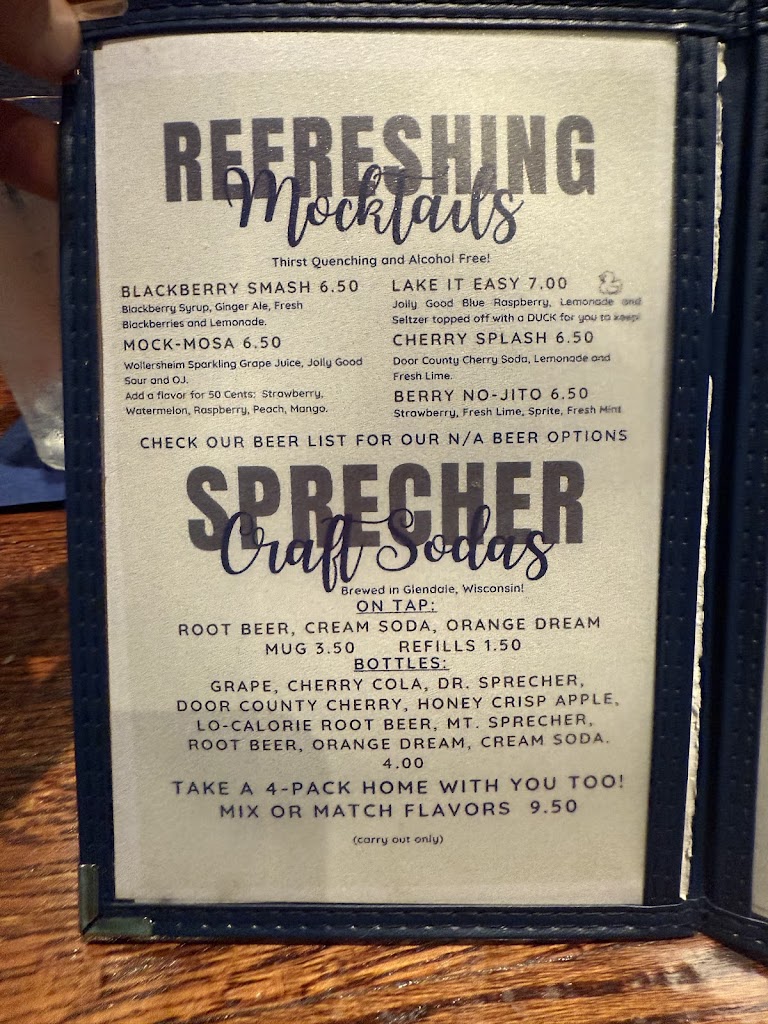 REFRESHING
Mocktails
Thirst Quenching and Alcohol Free!
BLACKBERRY SMASH 6.50
Blackberry Syrup, Ginger Ale, Fresh
Blackberries and Lemonade.
MOCK-MOSA 6.50
Wollersheim Sparkling Grape Juice, Jolly Good
Sour and OJ.
Add a flavor for 50 Cents: Strawberry,
Watermelon, Raspberry, Peach, Mango.
LAKE IT EASY 7.00
Jolly Good Blue Raspberry, Lemonade and
Seltzer topped off with a DUCK for you to keep!
CHERRY SPLASH 6.50
Door County Cherry Soda, Lemonade and
Fresh Lime.
BERRY NO-JITO 6.50
Strawberry, Fresh Lime, Sprite, Fresh Mint
CHECK OUR BEER LIST FOR OUR N/A BEER OPTIONS
SPRECHER
Craft Sodas
Brewed in Glendale, Wisconsin!
ON TAP:
ROOT BEER, CREAM SODA, ORANGE DREAM
MUG 3.50 REFILLS 1.50
BOTTLES:
GRAPE, CHERRY COLA, DR. SPRECHER,
DOOR COUNTY CHERRY, HONEY CRISP APPLE,
LO-CALORIE ROOT BEER, MT. SPRECHER,
ROOT BEER, ORANGE DREAM, CREAM SODA.
4.00
TAKE A 4-PACK HOME WITH YOU TOO!
MIX OR MATCH FLAVORS 9.50
(carry out only)